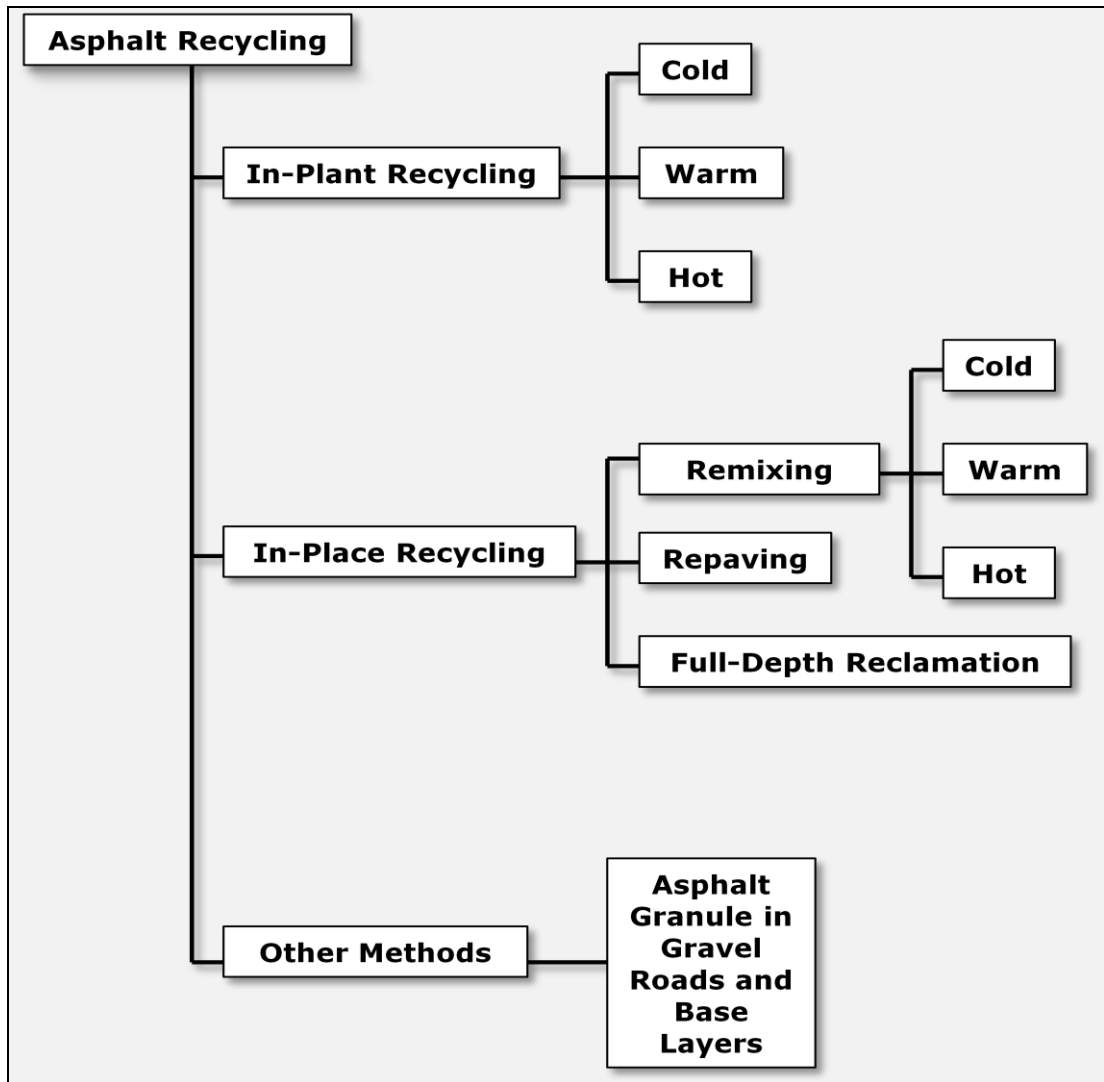 Asphalt Recycling
In-Plant Recycling
Cold
Warm
Hot
In-Place Recycling
Remixing
Cold
Warm
Hot
Repaving
Full-Depth Reclamation
Other Methods
Asphalt
Granule in
Gravel
Roads and
Base
Layers